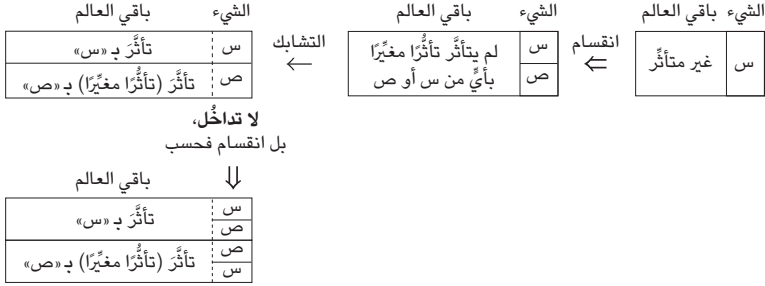 الشيء باقي العالم
س غير متأثِّر
انقسام
⇐
الشيء باقي العالم
س
ص
لم يتأثَّر تأثُّرًا مغيِّرًا
بأيٍّ من س أو ص
التشابك
←
الشيء باقي العالم
س تأثَّرَ بـ «س»
ص تأثَّرَ (تأثُّرًا مغيِّرًا) بـ «ص»
لا تداخُل،
بل انقسام فحسب
⇓ باقي العالم
س
ص
تأثَّرَ بـ «س»
ص
س
تأثَّرَ (تأثُّرًا مغيِّرًا) بـ «ص»